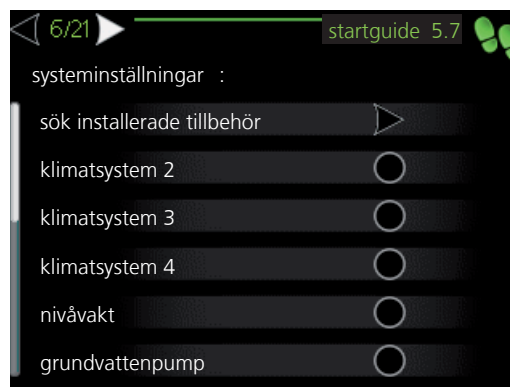 6/21
startguide 5.7
systeminställningar :
sök installerade tillbehör
klimatsystem 2
klimatsystem 3
klimatsystem 4
nivåvakt
grundvattenpump